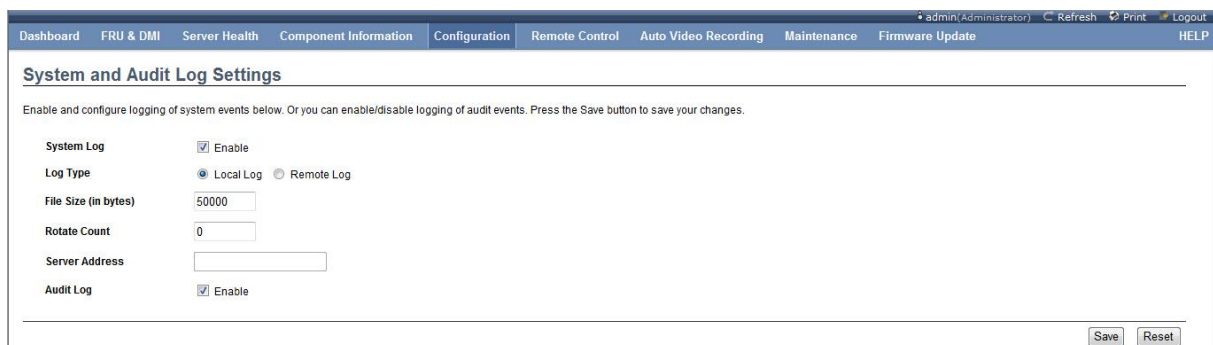 admin(Administrator) Refresh Print Logout
Dashboard FRU & DMI Server Health Component Information Configuration Remote Control Auto Video Recording Maintenance Firmware Update HELP
System and Audit Log Settings
Enable and configure logging of system events below. Or you can enable/disable logging of audit events. Press the Save button to save your changes.
System Log Enable
Log Type Local Log Remote Log
File Size (in bytes) 50000
Rotate Count 0
Server Address
Audit Log Enable
Save Reset